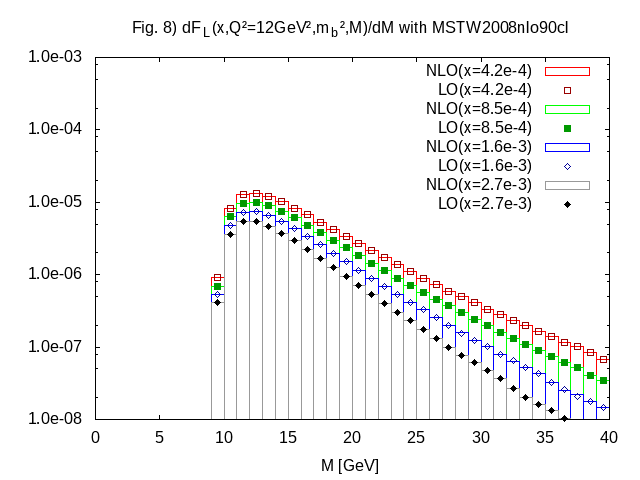 Fig. 8) dF_L(x,Q²=12GeV²,m_b²,M)/dM with MSTW2008nlo90cl
1.0e-03
1.0e-04
1.0e-05
1.0e-06
1.0e-07
1.0e-08
NLO(x=4.2e-4)
LO(x=4.2e-4)
NLO(x=8.5e-4)
LO(x=8.5e-4)
NLO(x=1.6e-3)
LO(x=1.6e-3)
NLO(x=2.7e-3)
LO(x=2.7e-3)
0 5 10 15 20 25 30 35 40
M [GeV]